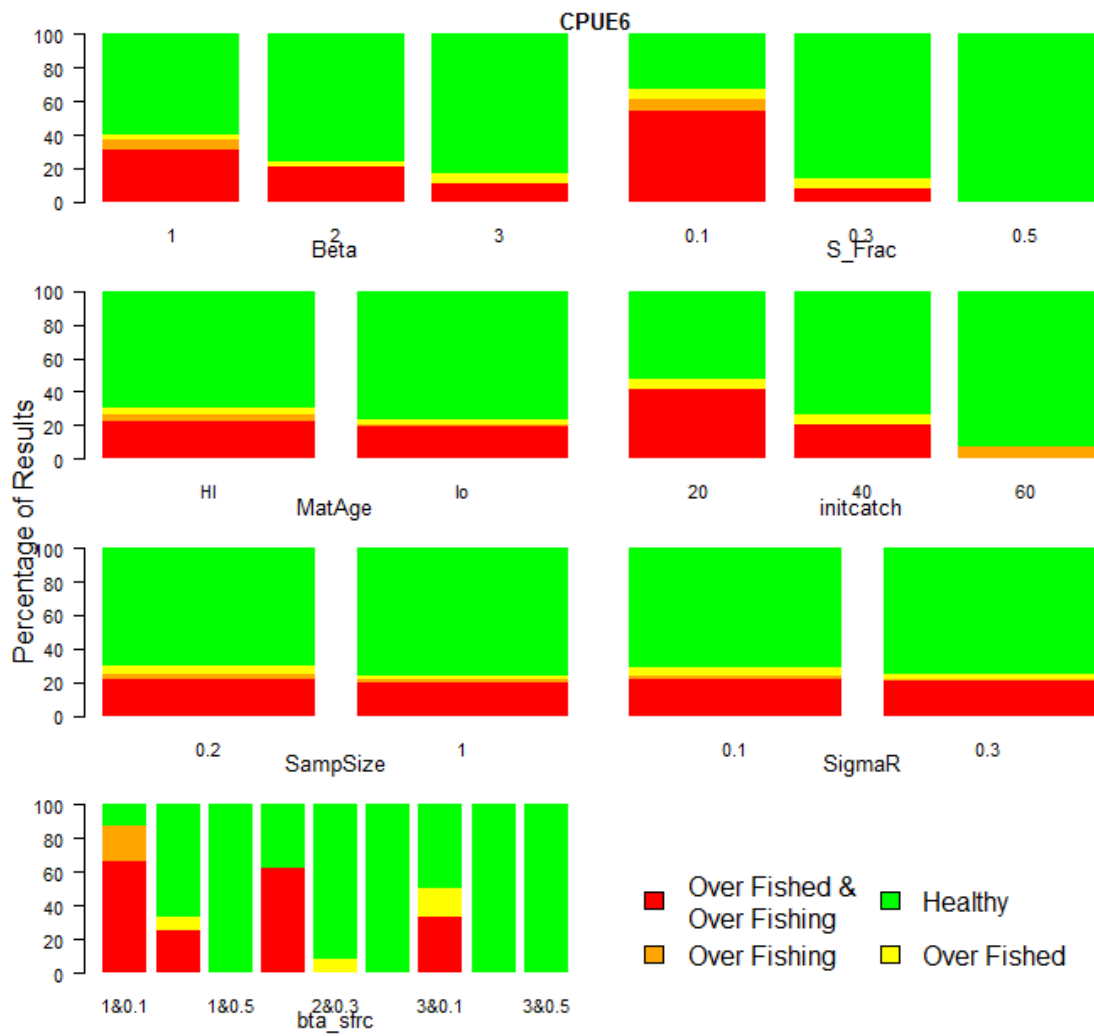 CPUE6
Percentage of Results
100
80
60
40
20
0
1
2
3
Beta
0.1
0.3
0.5
S_Frac
100
80
60
40
20
0
HI
lo
MatAge
20
40
60
initcatch
100
80
60
40
20
0
0.2
1
SampSize
0.1
0.3
SigmaR
100
80
60
40
20
0
1&0.1
1&0.5
2&0.3
3&0.1
3&0.5
bta_sfrc
Over Fished &
Over Fishing
Over Fishing
Healthy
Over Fished